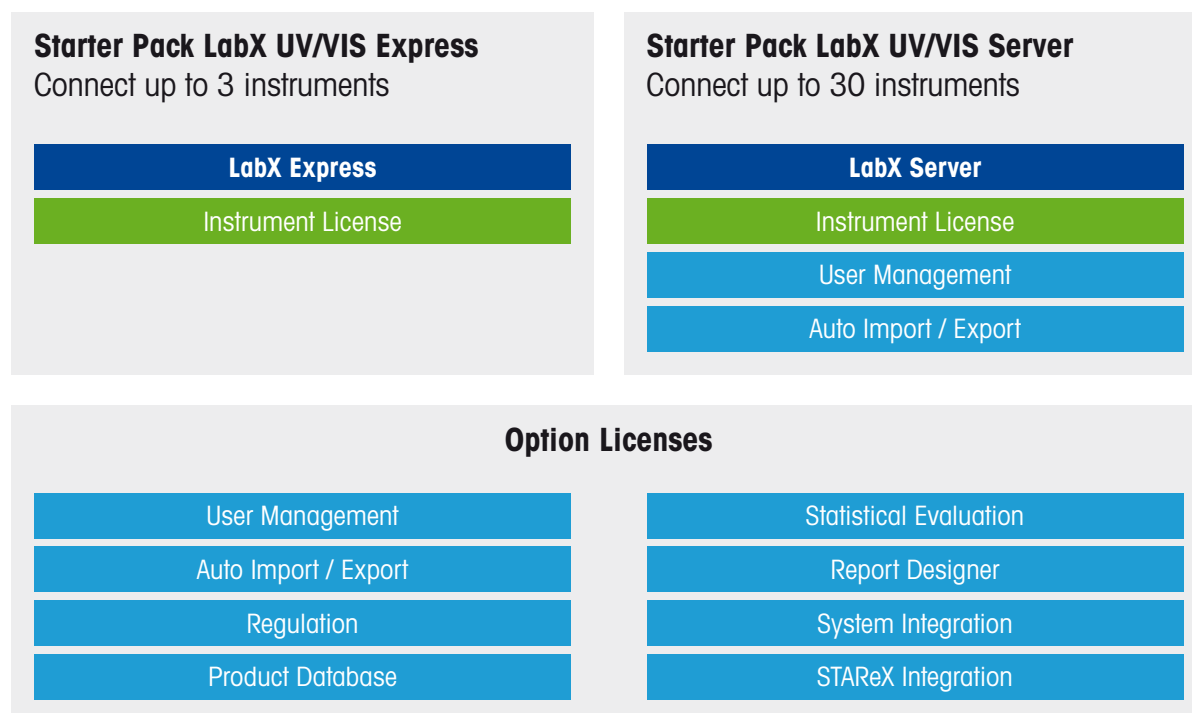 Starter Pack LabX UV/VIS Express
Connect up to 3 instruments
LabX Express
Instrument License
Starter Pack LabX UV/VIS Server
Connect up to 30 instruments
LabX Server
Instrument License
User Management
Auto Import / Export
Option Licenses
User Management
Auto Import / Export
Regulation
Product Database
Statistical Evaluation
Report Designer
System Integration
STAReX Integration